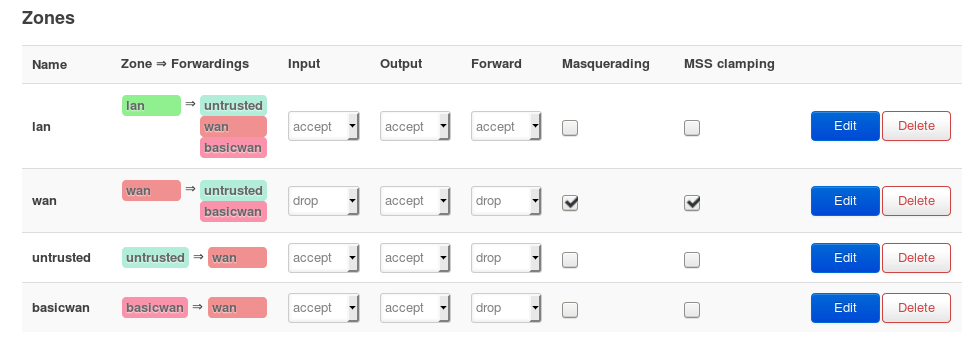 Zones
Name Zone ⇒ Forwardings Input Output Forward Masquerading MSS clamping
lan lan ⇒ untrusted wan basicwan accept accept accept Edit Delete
wan wan ⇒ untrusted basicwan drop accept drop Edit Delete
untrusted untrusted ⇒ wan accept accept drop Edit Delete
basicwan basicwan ⇒ wan accept accept drop Edit Delete